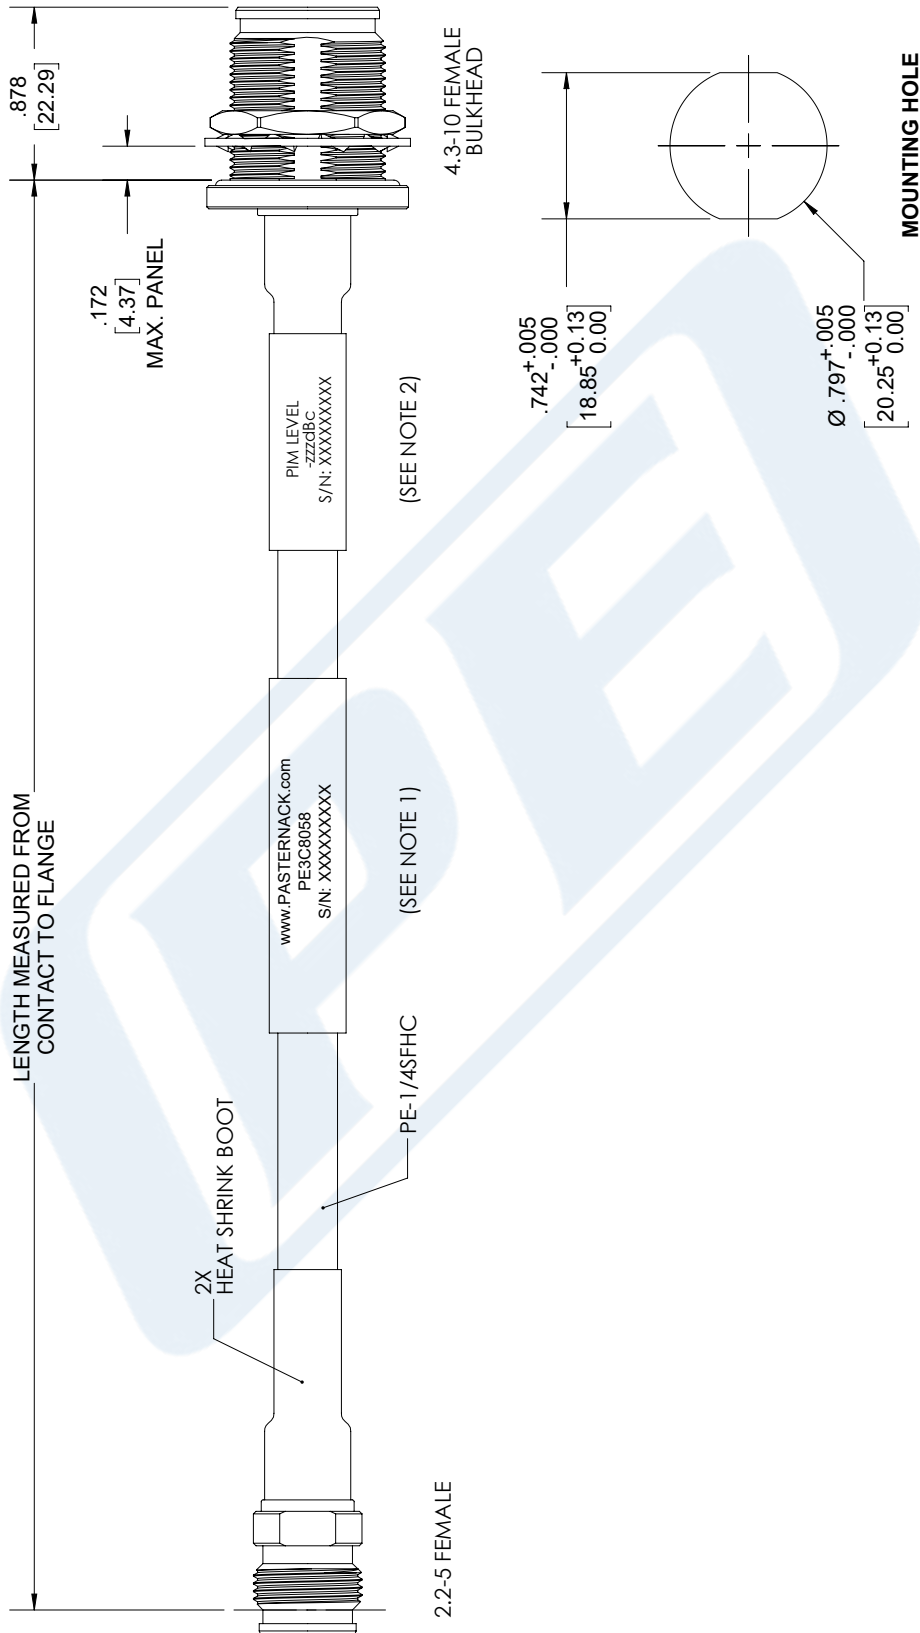 LENGTH MEASURED FROM
CONTACT TO FLANGE
.878
[22.29]
.172
[4.37]
MAX. PANEL
2X
HEAT SHRINK BOOT
www.PASTERNACK.com
PE3C8058
S/N: XXXXXXXXX
PIM LEVEL
-zzzdBc
S/N: XXXXXXXXXX
PE-1/4SFHC
(SEE NOTE 1)
(SEE NOTE 2)
2.2-5 FEMALE
4.3-10 FEMALE
BULKHEAD
.742 +.005
-.000
[18.85 +0.13
0.00]
Ø .797 +.005
-.000
[20.25 +0.13
0.00]
MOUNTING HOLE
PE